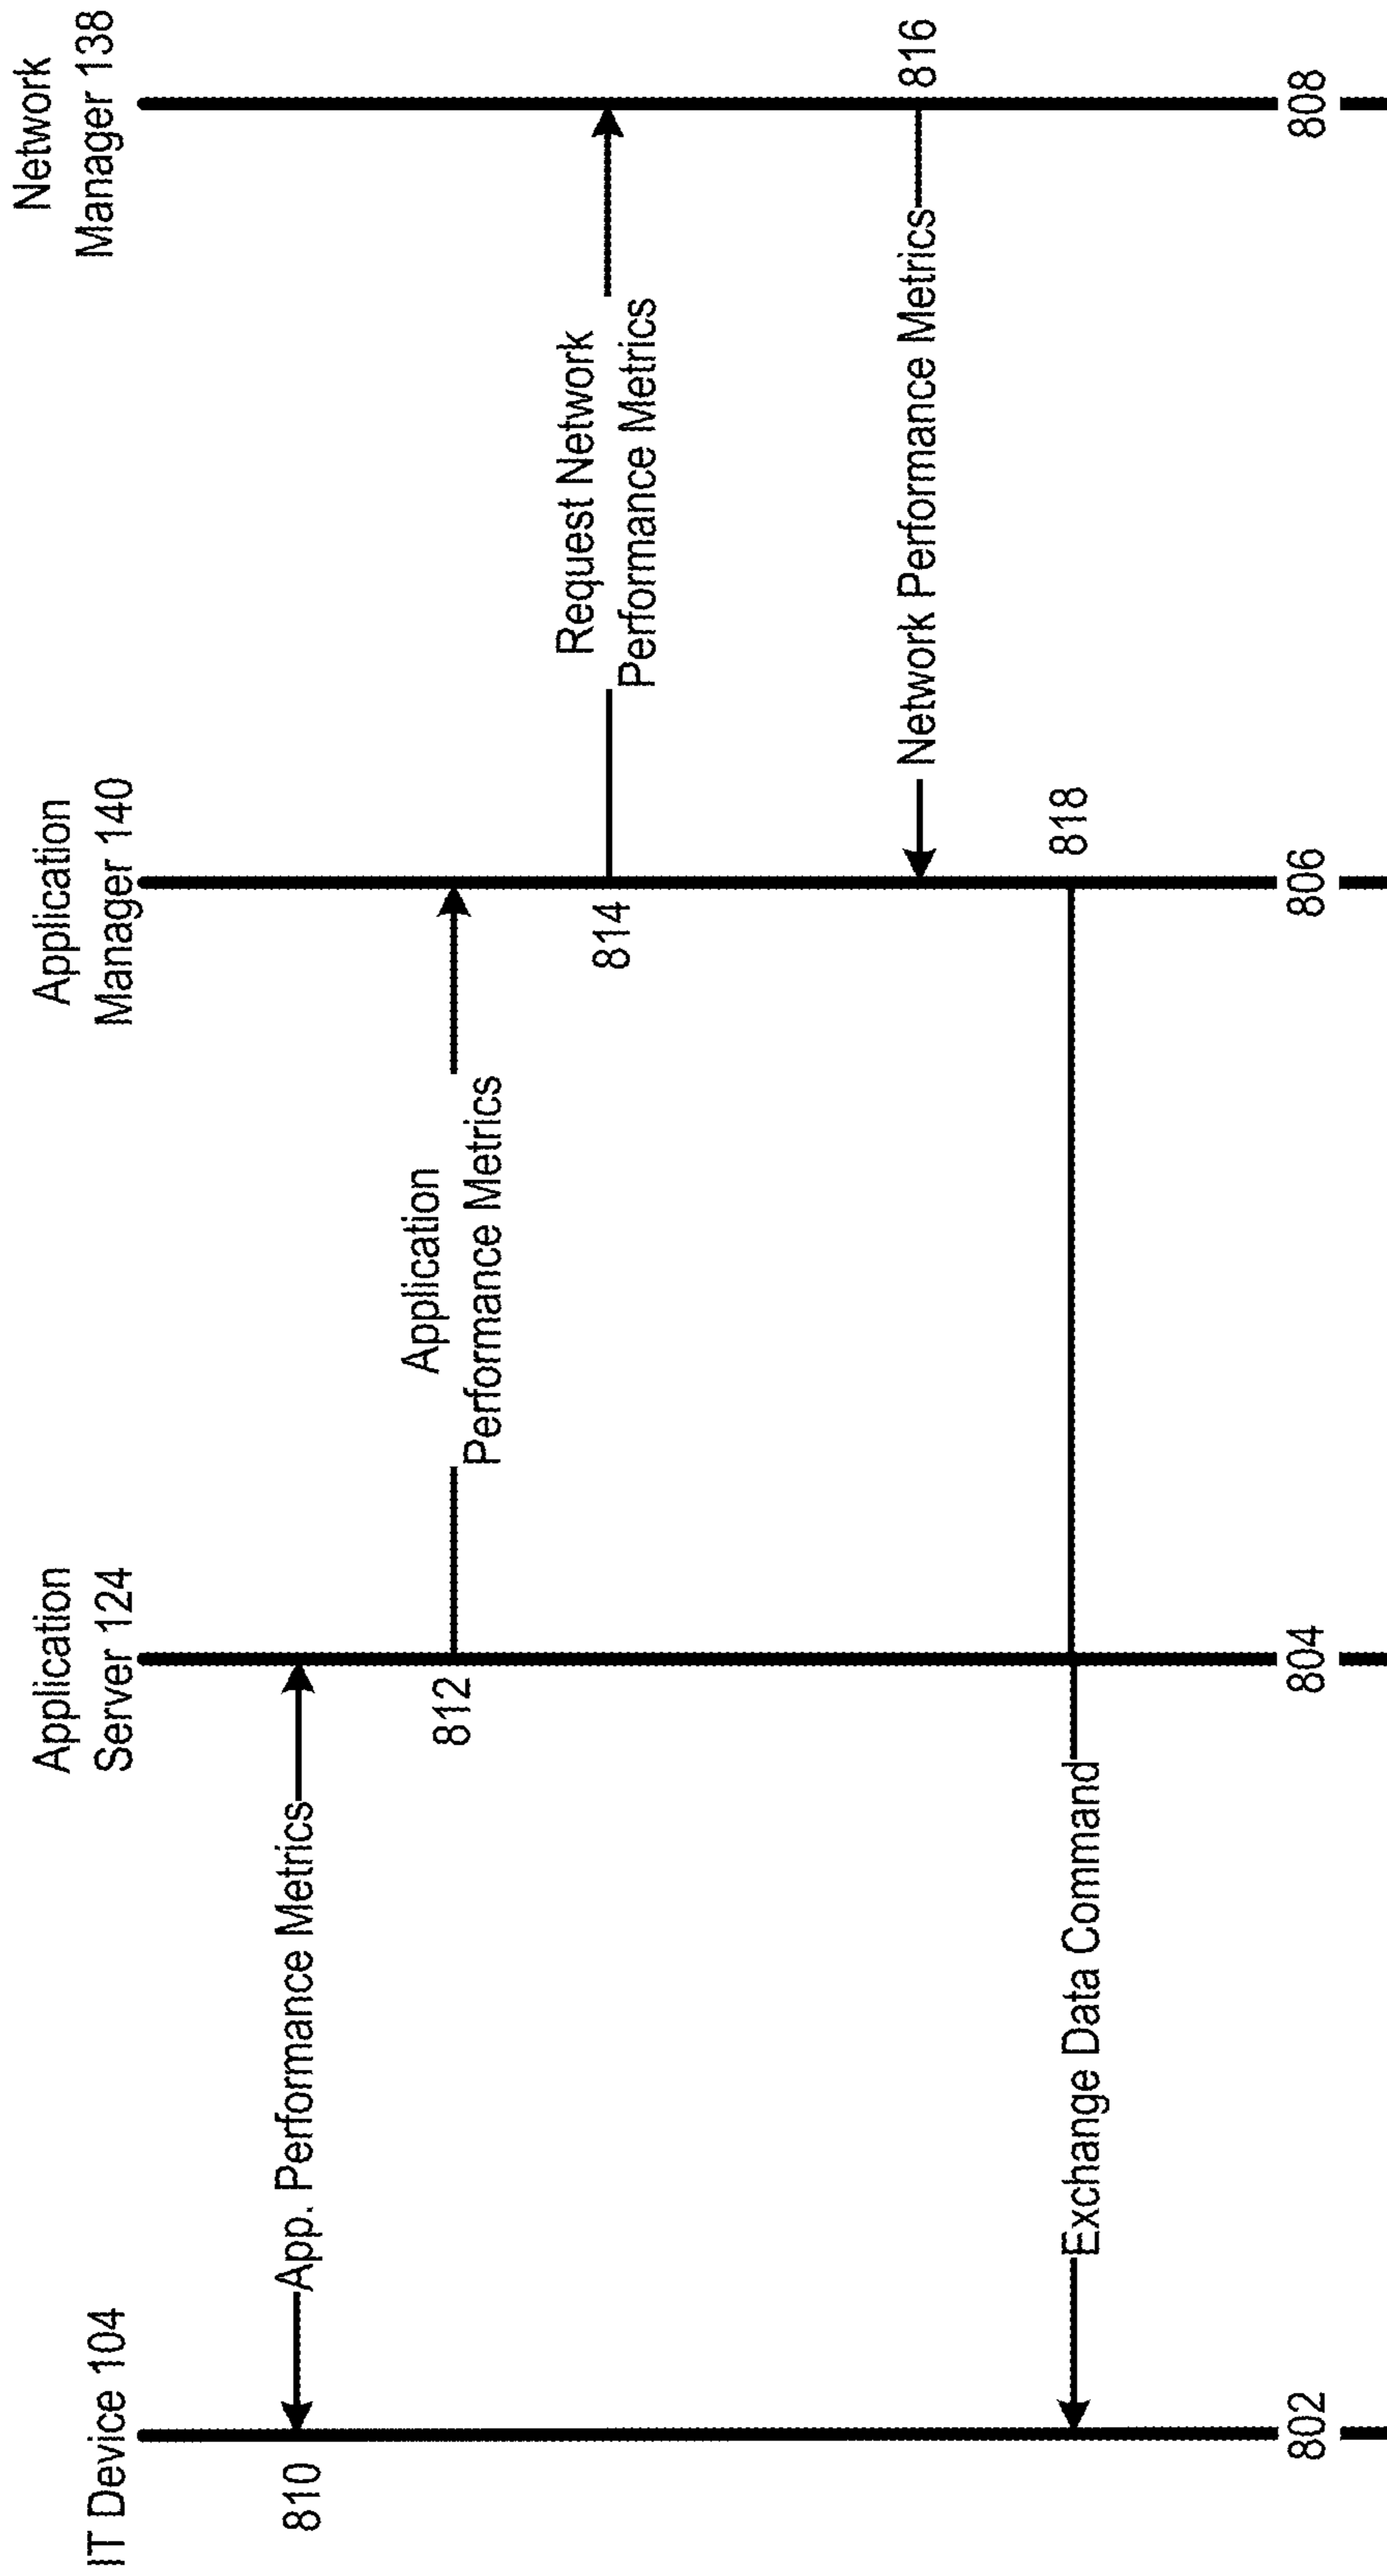 IT Device 104
Application
Server 124
Application
Manager 140
Network
Manager 138
810
App. Performance Metrics
812
Application
Performance Metrics
814
Request Network
Performance Metrics
816
Network Performance Metrics
818
Exchange Data Command
802
804
806
808